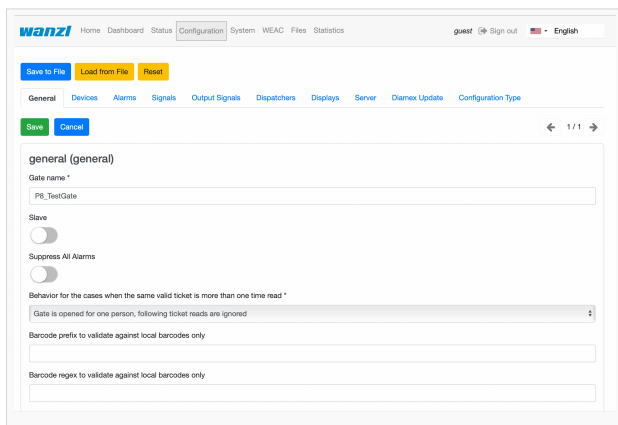 wanzl Home Dashboard Status Configuration System WEAC Files Statistics guest Sign out English
Save to File Load from File Reset
General Devices Alarms Signals Output Signals Dispatchers Displays Server Diamex Update Configuration Type
Save Cancel 1 / 1
general (general)
Gate name *
P8_TestGate
Slave
Suppress All Alarms
Behavior for the cases when the same valid ticket is more than one time read *
Gate is opened for one person, following ticket reads are ignored
Barcode prefix to validate against local barcodes only
Barcode regex to validate against local barcodes only